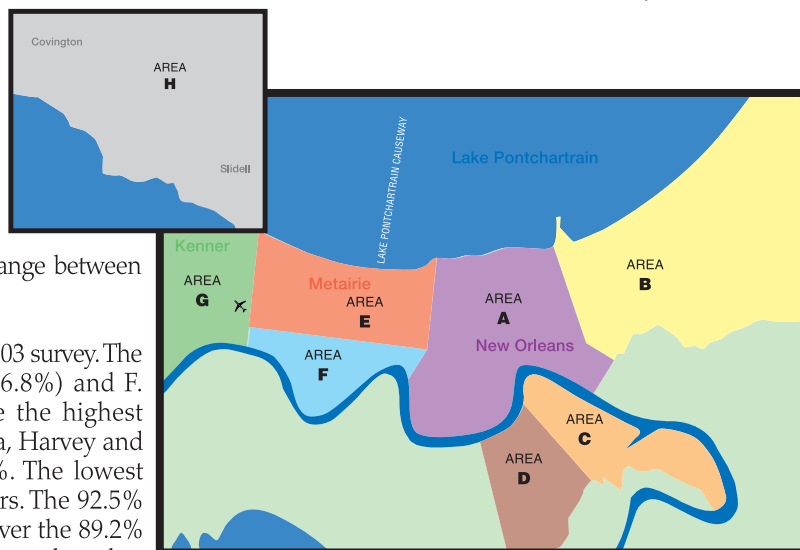 Covington
AREA
H
Slidell
LAKE PONTCHARTRAIN CAUSEWAY
Lake Pontchartrain
Kenner
AREA
G
Metairie
AREA
E
AREA
A
New Orleans
AREA
B
AREA
F
AREA
C
AREA
D
ange between
03 survey. The
6.8%) and F.
the highest
a, Harvey and
%. The lowest
rs. The 92.5%
ver the 89.2%